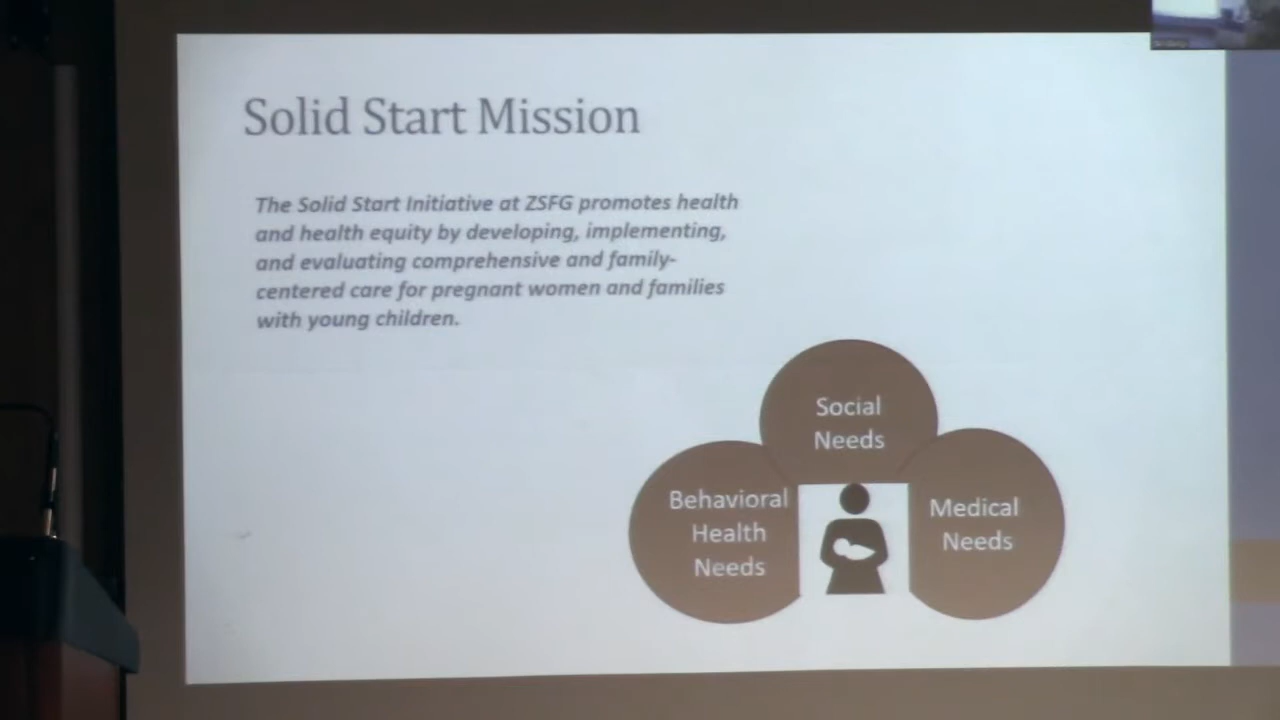 Solid Start Mission
The Solid Start Initiative at ZSFG promotes health
and health equity by developing, implementing,
and evaluating comprehensive and family-
centered care for pregnant women and families
with young children.
Social
Needs
Behavioral
Health
Needs
Medical
Needs